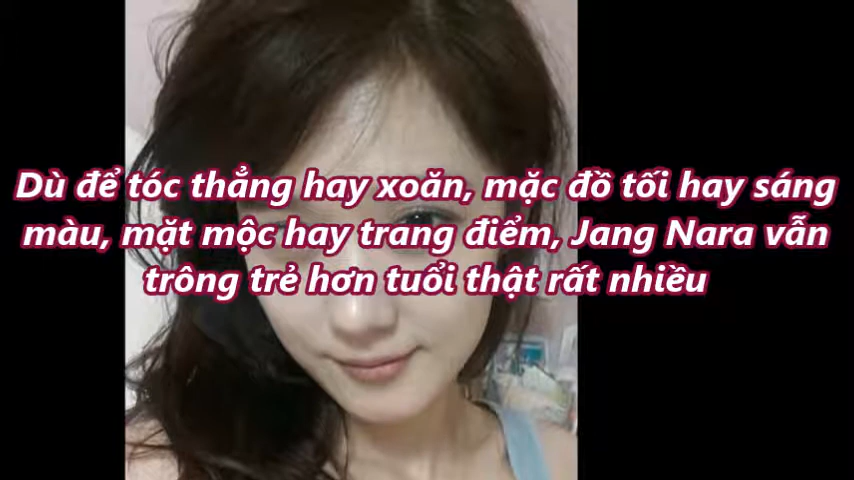 Dù để tóc thẳng hay xoăn, mặc đồ tối hay sáng
màu, mặt mộc hay trang điểm, Jang Nara vẫn
trông trẻ hơn tuổi thật rất nhiều